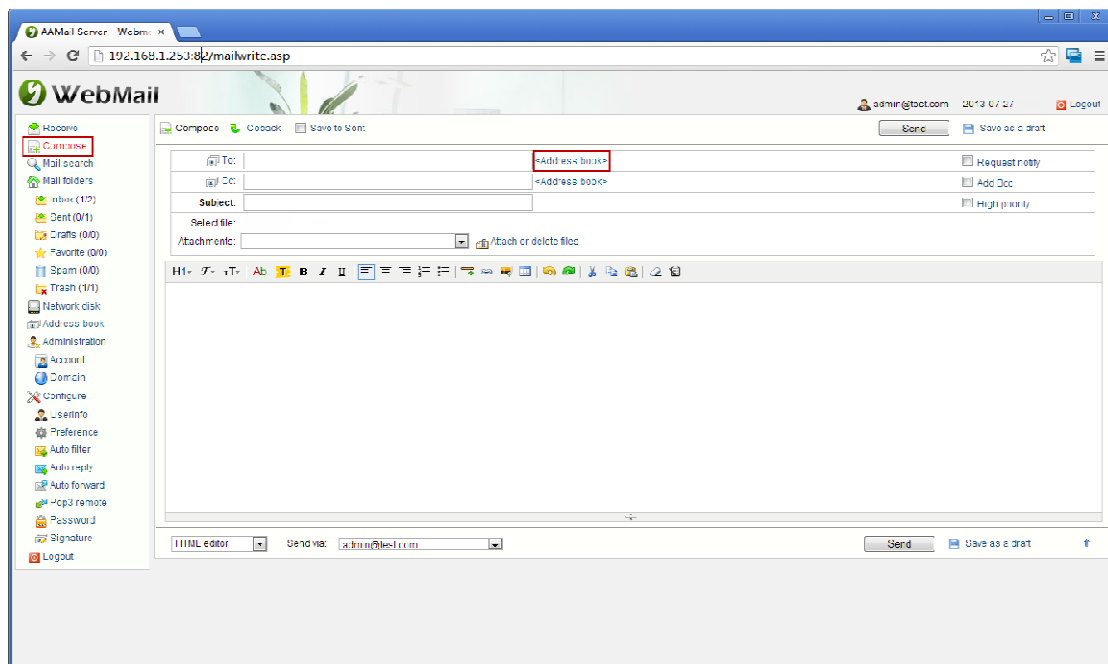 AAMail Server Webm
192.168.1.253:82/mailwrite.asp
WebMail
admin@test.com 2013-07-27 Logout
Receive
Compose
Mail search
Mail folders
Inbox (1/2)
Sent (0/1)
Drafts (0/0)
Favorite (0/0)
Spam (0/0)
Trash (1/1)
Network disk
Address book
Administration
Account
Domain
Configure
Userinfo
Preference
Auto filter
Auto reply
Auto forward
Pop3 remote
Password
Signature
Logout
Compose Goback Save to Sent Send Save as a draft
To: <Address book> Request notify
Cc: <Address book> Add Bcc
Subject: High priority
Select file:
Attachments: Attach or delete files
HTML editor Send via: admin@test.com Send Save as a draft